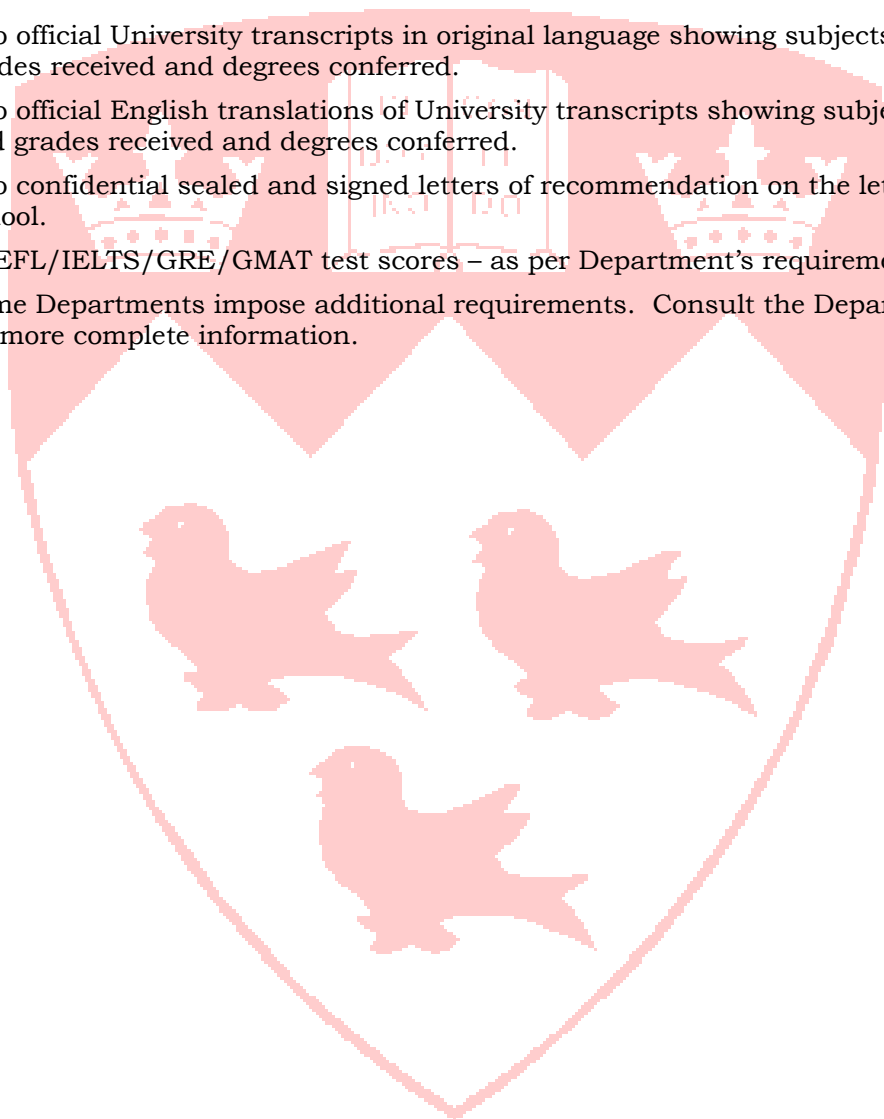 o official University transcripts in original language showing subjects
des received and degrees conferred.
o official English translations of University transcripts showing subje
l grades received and degrees conferred.
o confidential sealed and signed letters of recommendation on the let
ool.
EFL/IELTS/GRE/GMAT test scores – as per Department’s requireme
me Departments impose additional requirements. Consult the Depar
more complete information.